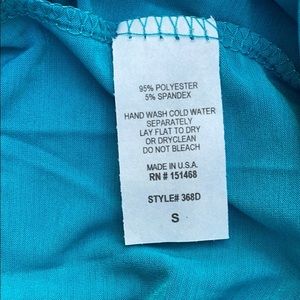 95% POLYESTER
5% SPANDEX
HAND WASH COLD WATER
SEPARATELY
LAY FLAT TO DRY
OR DRYCLEAN
DO NOT BLEACH
MADE IN U.S.A.
RN # 151468
STYLE# 368D
S